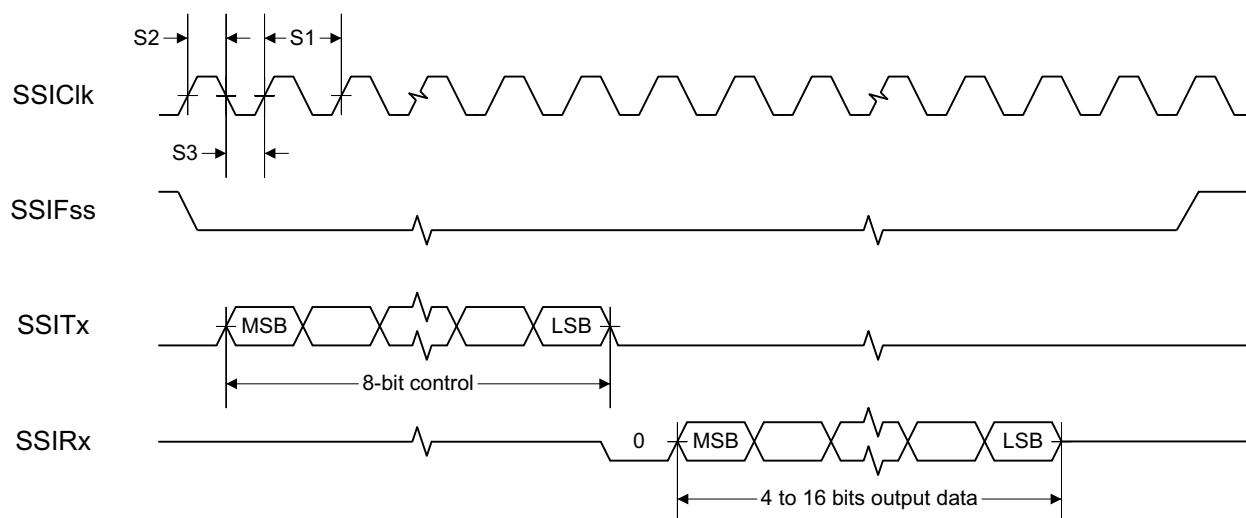 S2
S1
SSIClk
S3
SSIFss
SSITx
MSB
LSB
8-bit control
SSIRx
0
MSB
LSB
4 to 16 bits output data